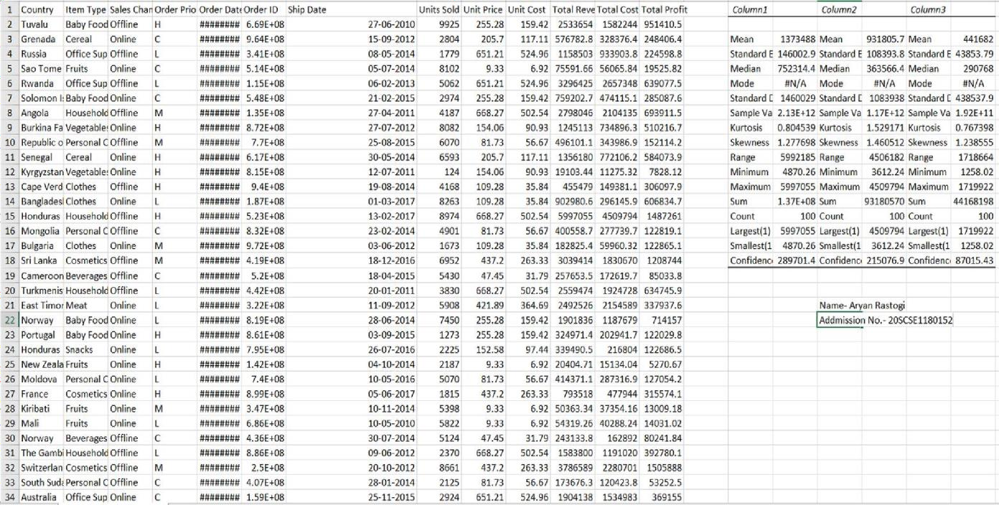 1 Country Item Type Sales Chan Order Prio Order Date Order ID Ship Date Units Sold Unit Price Unit Cost Total Reve Total Cost Total Profit Column1 Column2 Column3
2 Tuvalu Baby Food Offline H ######## 6.69E+08 27-06-2010 9925 255.28 159.42 2533654 1582244 951410.5
3 Grenada Cereal Online C ######## 9.64E+08 15-09-2012 2804 205.7 117.11 576782.8 328376.4 248406.4 Mean 1373488 Mean 931805.7 Mean 441682
4 Russia Office Sup Offline L ######## 3.41E+08 08-05-2014 1779 651.21 524.96 1158503 933903.8 224598.8 Standard E 146002.9 Standard E 108393.8 Standard E 43853.79
5 Sao Tome Fruits Online C ######## 5.14E+08 05-07-2014 8102 9.33 6.92 75591.66 56065.84 19525.82 Median 752314.4 Median 363566.4 Median 290768
6 Rwanda Office Sup Offline L ######## 1.15E+08 06-02-2013 5062 651.21 524.96 3296425 2657348 639077.5 Mode #N/A Mode #N/A Mode #N/A
7 Solomon Is Baby Food Online C ######## 5.48E+08 21-02-2015 2974 255.28 159.42 759202.7 474115.1 285087.6 Standard D 1460029 Standard D 1083938 Standard D 438537.9
8 Angola Household Offline M ######## 1.35E+08 27-04-2011 4187 668.27 502.54 2798046 2104135 693911.5 Sample Va 2.13E+12 Sample Va 1.17E+12 Sample Va 1.92E+11
9 Burkina Fa Vegetables Online H ######## 8.72E+08 27-07-2012 8082 154.06 90.93 1245113 734896.3 510216.7 Kurtosis 0.804539 Kurtosis 1.529171 Kurtosis 0.767398
10 Republic o Personal C Offline M ######## 7.7E+08 25-08-2015 6070 81.73 56.67 496101.1 343986.9 152114.2 Skewness 1.277698 Skewness 1.460512 Skewness 1.238555
11 Senegal Cereal Online H ######## 6.17E+08 30-05-2014 6593 205.7 117.11 1356180 772106.2 584073.9 Range 5992185 Range 4506182 Range 1718664
12 Kyrgyzstan Vegetables Online H ######## 8.15E+08 12-07-2011 124 154.06 90.93 19103.44 11275.32 7828.12 Minimum 4870.26 Minimum 3612.24 Minimum 1258.02
13 Cape Verd Clothes Offline H ######## 9.4E+08 19-08-2014 4168 109.28 35.84 455479 149381.1 306097.9 Maximum 5997055 Maximum 4509794 Maximum 1719922
14 Bangladesh Clothes Online L ######## 1.87E+08 01-03-2017 8263 109.28 35.84 902980.6 296145.9 606834.7 Sum 1.37E+08 Sum 93180570 Sum 44168198
15 Honduras Household Offline H ######## 5.23E+08 13-02-2017 8974 668.27 502.54 5997055 4509794 1487261 Count 100 Count 100 Count 100
16 Mongolia Personal C Offline C ######## 8.32E+08 23-02-2014 4901 81.73 56.67 400558.7 277739.7 122819.1 Largest(1) 5997055 Largest(1) 4509794 Largest(1) 1719922
17 Bulgaria Clothes Online M ######## 9.72E+08 03-06-2012 1673 109.28 35.84 182825.4 59960.32 122865.1 Smallest(1 4870.26 Smallest(1 3612.24 Smallest(1 1258.02
18 Sri Lanka Cosmetics Offline M ######## 4.19E+08 18-12-2016 6952 437.2 263.33 3039414 1830670 1208744 Confidenc 289701.4 Confidenc 215076.9 Confidenc 87015.43
19 Cameroon Beverages Offline C ######## 5.2E+08 18-04-2015 5430 47.45 31.79 257653.5 172619.7 85033.8
20 Turkmenis Household Offline L ######## 4.42E+08 20-01-2011 3830 668.27 502.54 2559474 1924728 634745.9
21 East Timor Meat Online L ######## 3.22E+08 11-09-2012 5908 421.89 364.69 2492526 2154589 337937.6 Name- Aryan Rastogi
22 Norway Baby Food Online L ######## 8.19E+08 28-06-2014 7450 255.28 159.42 1901836 1187679 714157 Addmission No.- 20SCSE1180152
23 Portugal Baby Food Online H ######## 8.61E+08 03-09-2015 1273 255.28 159.42 324971.4 202941.7 122029.8
24 Honduras Snacks Online L ######## 7.95E+08 26-07-2016 2225 152.58 97.44 339490.5 216804 122686.5
25 New Zeala Fruits Online H ######## 1.42E+08 04-10-2014 2187 9.33 6.92 20404.71 15134.04 5270.67
26 Moldova Personal C Online L ######## 7.4E+08 10-05-2016 5070 81.73 56.67 414371.1 287316.9 127054.2
27 France Cosmetics Online H ######## 8.99E+08 05-06-2017 1815 437.2 263.33 793518 477944 315574.1
28 Kiribati Fruits Online M ######## 3.47E+08 10-11-2014 5398 9.33 6.92 50363.34 37354.16 13009.18
29 Mali Fruits Online L ######## 6.86E+08 10-05-2010 5822 9.33 6.92 54319.26 40288.24 14031.02
30 Norway Beverages Offline C ######## 4.36E+08 30-07-2014 5124 47.45 31.79 243133.8 162892 80241.84
31 The Gambi Household Offline L ######## 8.86E+08 09-06-2012 2370 668.27 502.54 1583800 1191020 392780.1
32 Switzerlan Cosmetics Offline M ######## 2.5E+08 20-10-2012 8661 437.2 263.33 3786589 2280701 1505888
33 South Suda Personal C Offline C ######## 4.07E+08 28-01-2014 2125 81.73 56.67 173676.3 120423.8 53252.5
34 Australia Office Sup Online C ######## 1.59E+08 25-11-2015 2924 651.21 524.96 1904138 1534983 369155